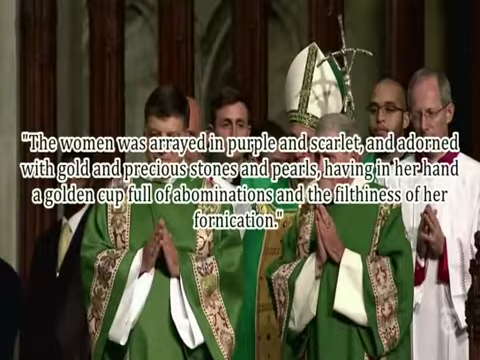 "The women was arrayed in purple and scarlet, and adorned
with gold and precious stones and pearls, having in her hand
a golden cup full of abominations and the filthiness of her
fornication."